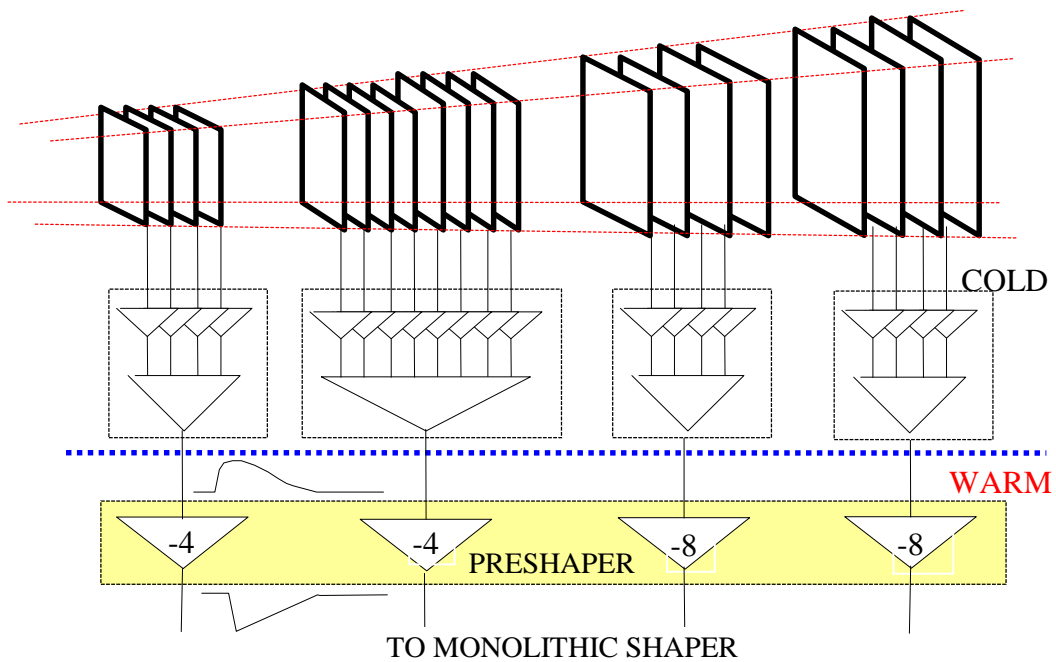 COLD
WARM
-4
-4
-8
-8
PRESHAPER
TO MONOLITHIC SHAPER